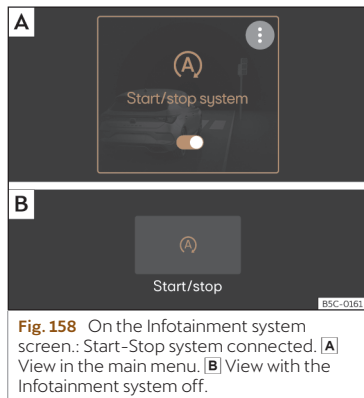 A
A
Start/stop system
B
A
Start/stop
B5C-0161
Fig. 158 On the Infotainment system
screen.: Start-Stop system connected. A
View in the main menu. B View with the
Infotainment system off.